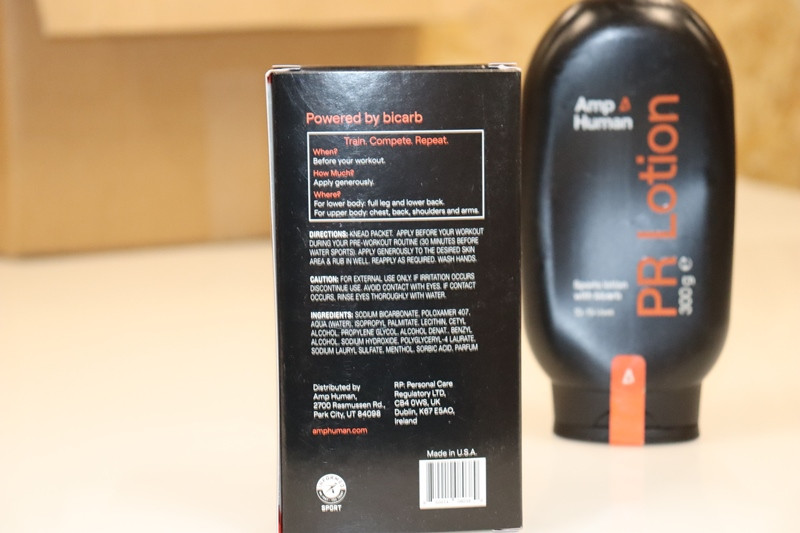 Powered by bicarb
Train. Compete. Repeat.
When?
Before your workout.
How Much?
Apply generously.
Where?
For lower body: full leg and lower back.
For upper body: chest, back, shoulders and arms.
DIRECTIONS: KNEAD PACKET. APPLY BEFORE YOUR WORKOUT
DURING YOUR PRE-WORKOUT ROUTINE (30 MINUTES BEFORE
WATER SPORTS). APPLY GENEROUSLY TO THE DESIRED SKIN
AREA & RUB IN WELL. REAPPLY AS REQUIRED. WASH HANDS.
CAUTION: FOR EXTERNAL USE ONLY. IF IRRITATION OCCURS
DISCONTINUE USE. AVOID CONTACT WITH EYES. IF CONTACT
OCCURS, RINSE EYES THOROUGHLY WITH WATER.
INGREDIENTS: SODIUM BICARBONATE, POLOXAMER 407,
AQUA (WATER), ISOPROPYL PALMITATE, LECITHIN, CETYL
ALCOHOL, PROPYLENE GLYCOL, ALCOHOL DENAT., BENZYL
ALCOHOL, SODIUM HYDROXIDE, POLYGLYCERYL-4 LAURATE,
SODIUM LAURYL SULFATE, MENTHOL, SORBIC ACID, PARFUM
Distributed by
Amp Human,
2700 Rasmussen Rd.,
Park City, UT 84098
amphuman.com
RP: Personal Care
Regulatory LTD,
CB4 0WS, UK
Dublin, K67 E5A0,
Ireland
Made in U.S.A.
SPORT
Amp
Human
PR Lotion
300 g e
Sports lotion
with bicarb